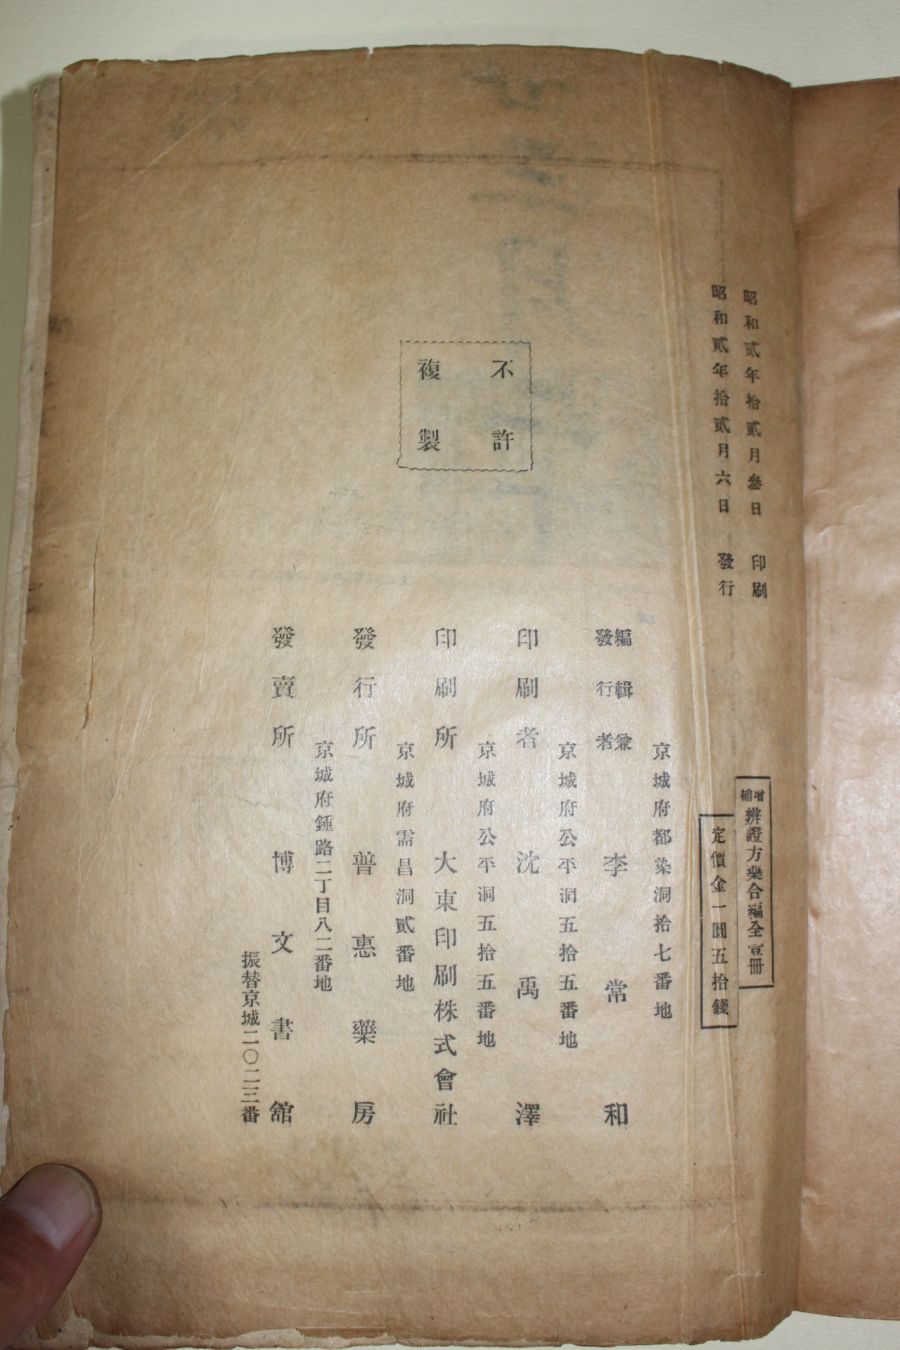 昭和貳年拾貳月叄日 印刷
昭和貳年拾貳月六日 發行
增補 辨證方藥合編全壹冊
定價金一圓五拾錢
不許
複製
京城府都染洞拾七番地
編輯兼發行者 李常和
京城府公平洞五拾五番地
印刷者 沈禹澤
京城府公平洞五拾五番地
印刷所 大東印刷株式會社
京城府需昌洞貳番地
發行所 普惠藥房
京城府鍾路二丁目八二番地
發賣所 博文書舘
振替京城二〇二三番